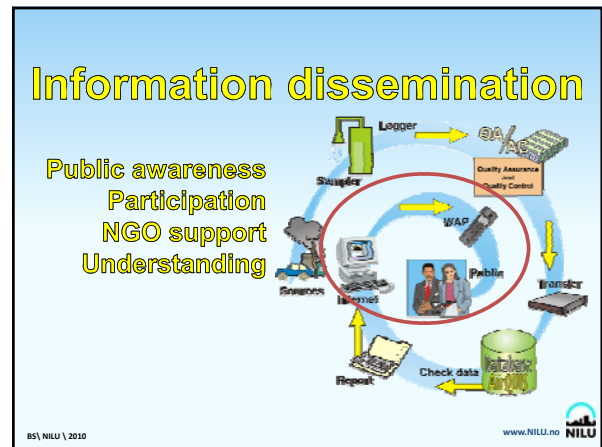 Information dissemination
Public awareness
Participation
NGO support
Understanding
Logger
QA/
Quality Assurance
and
Quality Control
Sampler
WAP
Public
Sources
Internet
Transfer
Report
Check data
Database
AirQUIS
BS\ NILU \ 2010
www.NILU.no
NILU